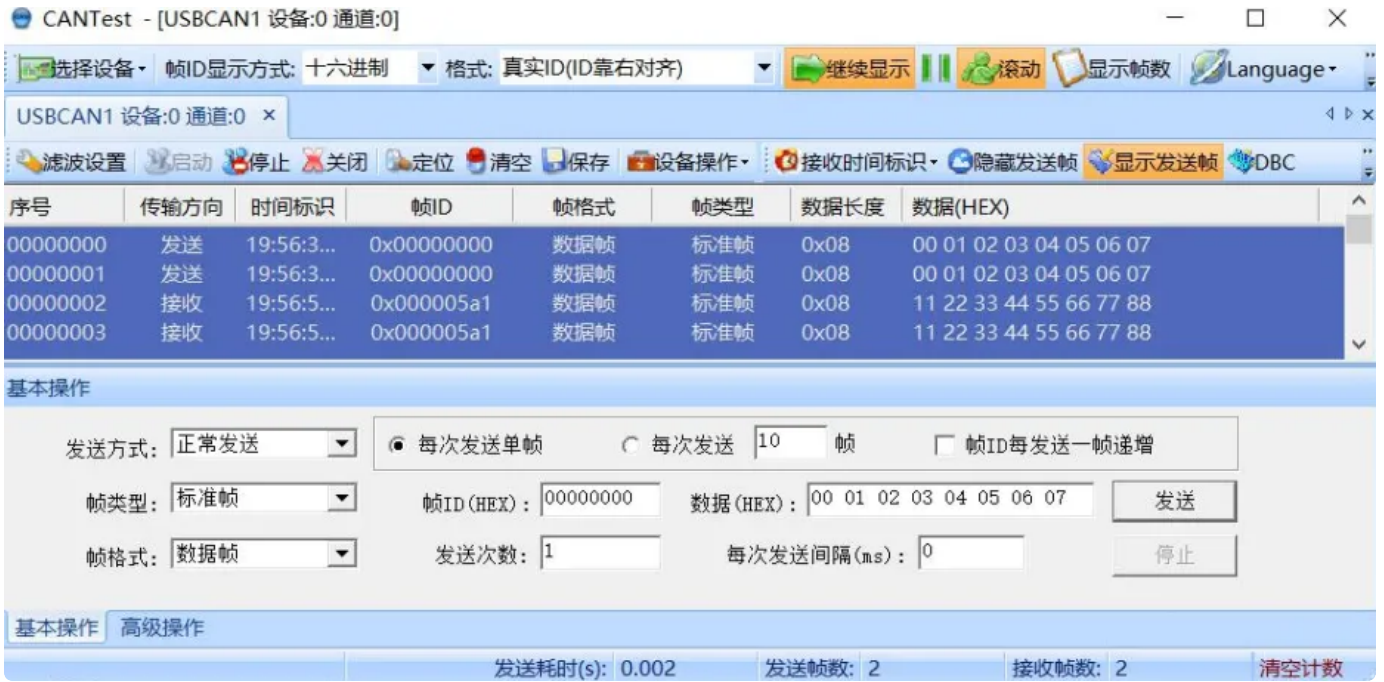 CANTest - [USBCAN1 设备:0 通道:0]
选择设备 帧ID显示方式: 十六进制 格式: 真实ID(ID靠右对齐) 继续显示 滚动 显示帧数 Language
USBCAN1 设备:0 通道:0 ×
滤波设置 启动 停止 关闭 定位 清空 保存 设备操作 接收时间标识 隐藏发送帧 显示发送帧 DBC
序号 传输方向 时间标识 帧ID 帧格式 帧类型 数据长度 数据(HEX)
00000000 发送 19:56:3... 0x00000000 数据帧 标准帧 0x08 00 01 02 03 04 05 06 07
00000001 发送 19:56:3... 0x00000000 数据帧 标准帧 0x08 00 01 02 03 04 05 06 07
00000002 接收 19:56:5... 0x000005a1 数据帧 标准帧 0x08 11 22 33 44 55 66 77 88
00000003 接收 19:56:5... 0x000005a1 数据帧 标准帧 0x08 11 22 33 44 55 66 77 88
基本操作
发送方式: 正常发送 每次发送单帧 每次发送 10 帧 帧ID每发送一帧递增
帧类型: 标准帧 帧ID(HEX): 00000000 数据(HEX): 00 01 02 03 04 05 06 07 发送
帧格式: 数据帧 发送次数: 1 每次发送间隔(ms): 0 停止
基本操作 高级操作
发送耗时(s): 0.002 发送帧数: 2 接收帧数: 2 清空计数